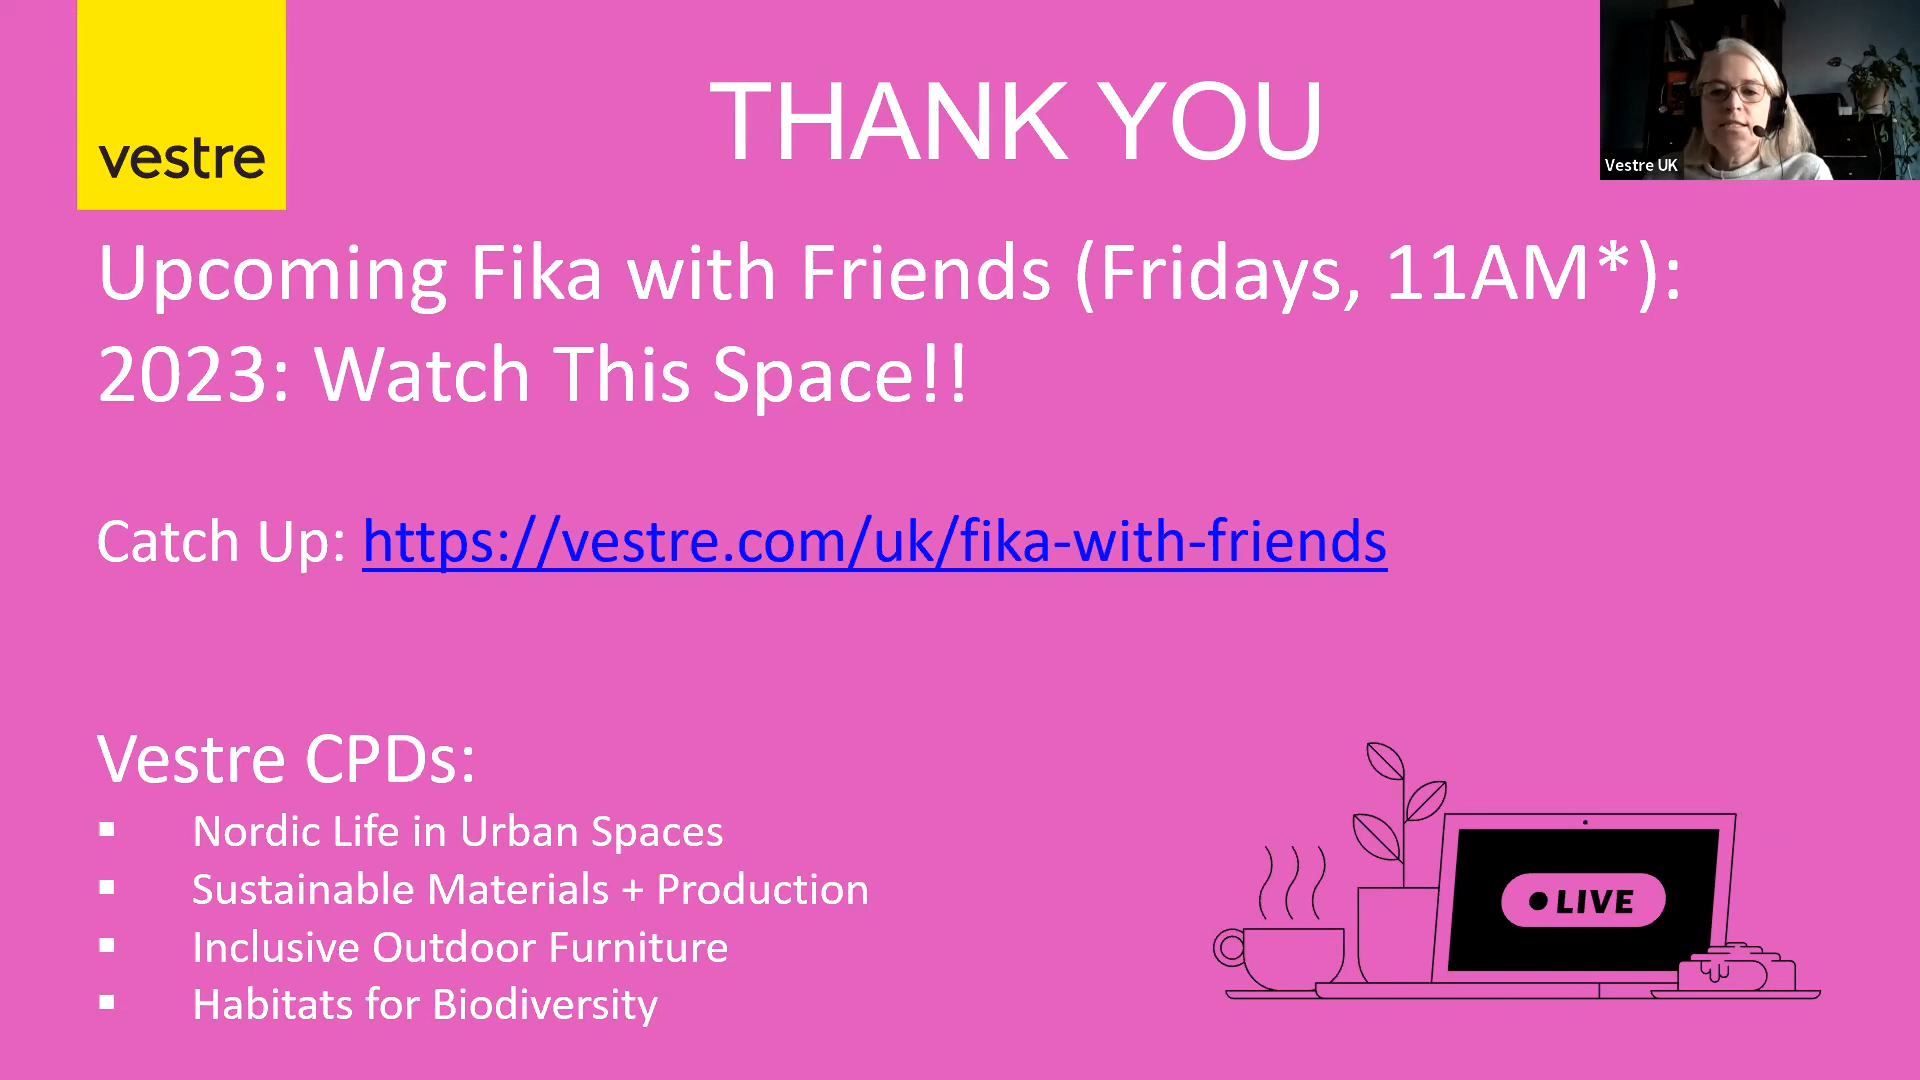 vestre
THANK YOU
Vestre UK
Upcoming Fika with Friends (Fridays, 11AM*):
2023: Watch This Space!!
Catch Up: https://vestre.com/uk/fika-with-friends
Vestre CPDs:
▪ Nordic Life in Urban Spaces
▪ Sustainable Materials + Production
▪ Inclusive Outdoor Furniture
▪ Habitats for Biodiversity
LIVE